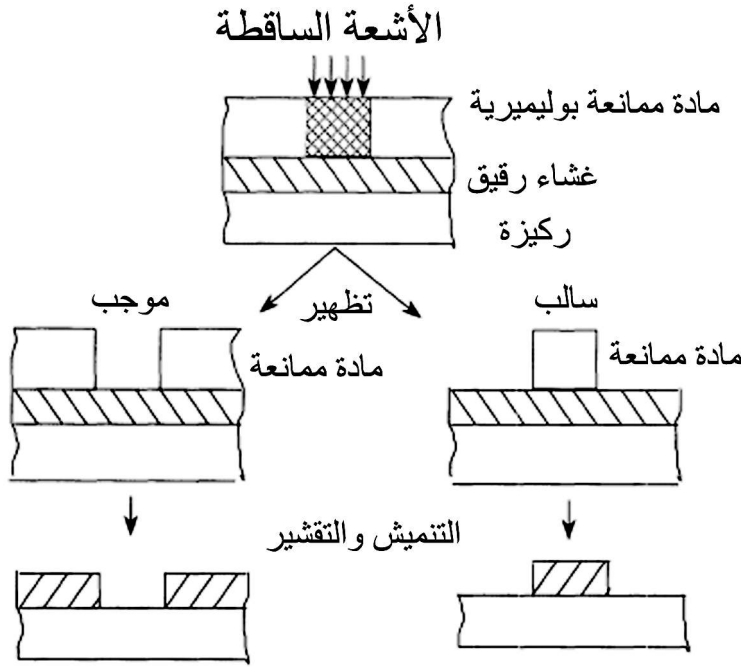 الأشعة الساقطة
مادة ممانعة بوليميرية
غشاء رقيق
ركيزة
موجب
تظهير
سالب
مادة ممانعة
مادة ممانعة
التنميش والتقشير